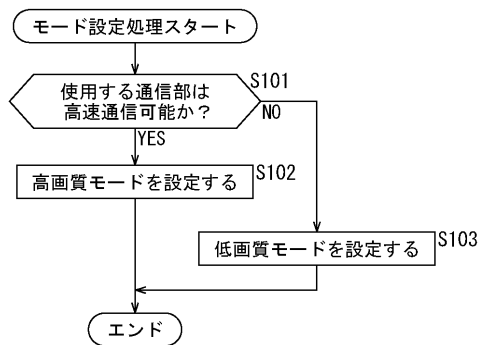 モード設定処理スタート
使用する通信部は
高速通信可能か？
S101
NO
YES
高画質モードを設定する
S102
低画質モードを設定する
S103
エンド